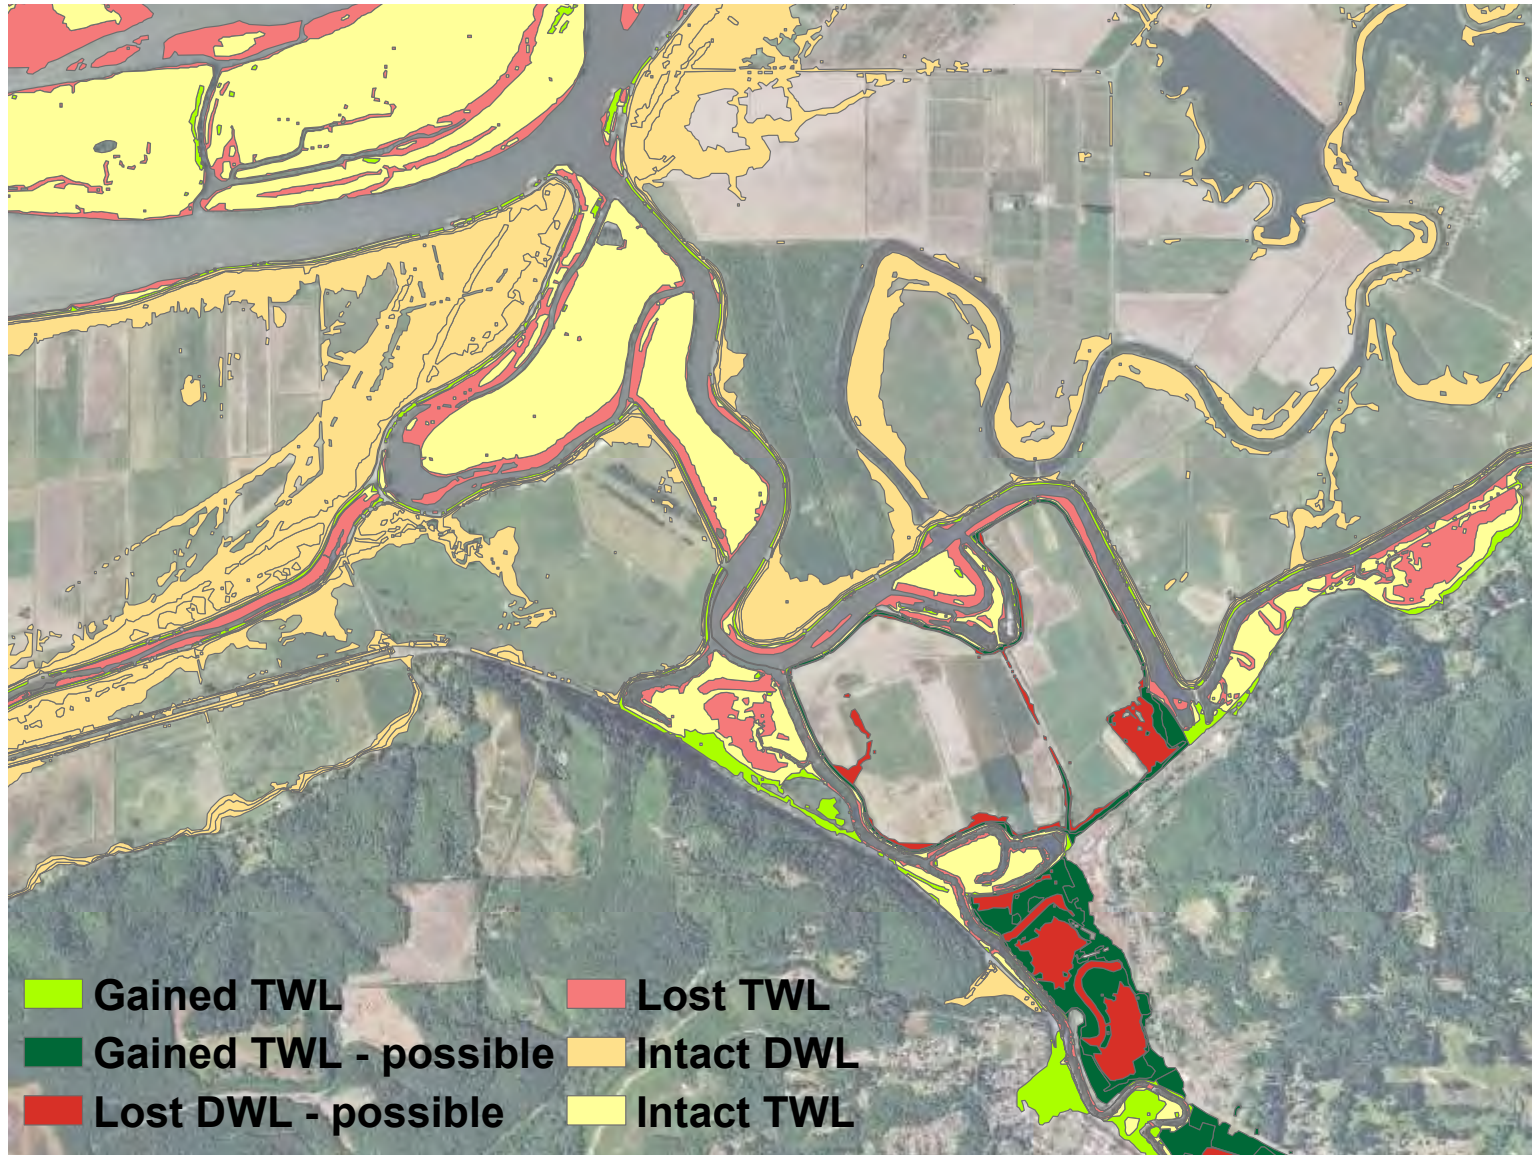 Gained TWL
Gained TWL - possible
Lost DWL - possible
Lost TWL
Intact DWL
Intact TWL